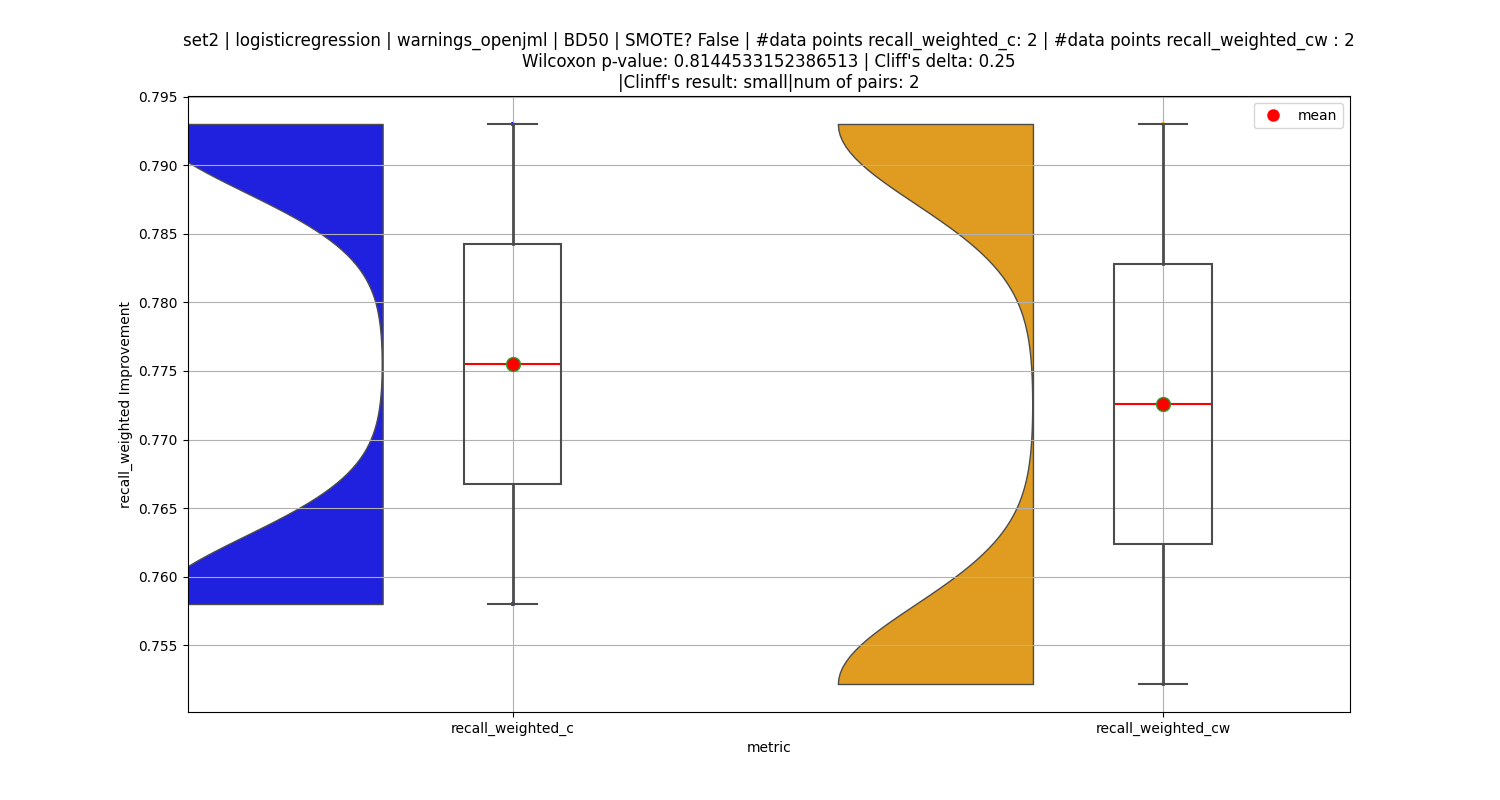 set2 | logisticregression | warnings_openjml | BD50 | SMOTE? False | #data points recall_weighted_c: 2 | #data points recall_weighted_cw : 2
Wilcoxon p-value: 0.8144533152386513 | Cliff's delta: 0.25
|Clinff's result: small|num of pairs: 2
mean
0.795
0.790
0.785
0.780
0.775
0.770
0.765
0.760
0.755
recall_weighted Improvement
recall_weighted_c
recall_weighted_cw
metric